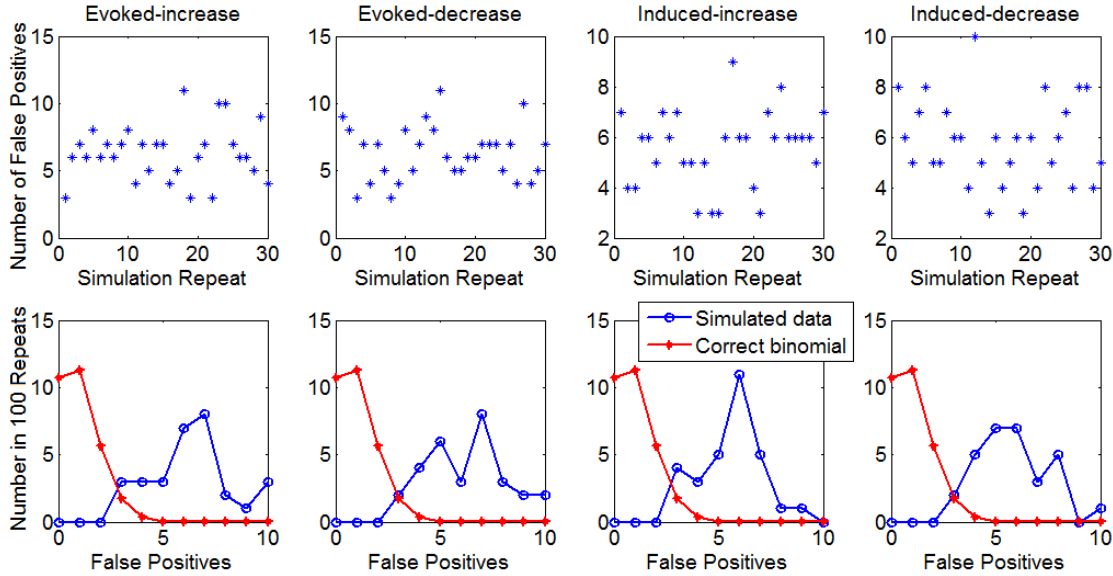 Evoked-increase
Evoked-decrease
Induced-increase
Induced-decrease
Number of False Positives
15
10
5
0
0 10 20 30
Simulation Repeat
15
10
5
0
0 10 20 30
Simulation Repeat
10
8
6
4
2
0 10 20 30
Simulation Repeat
10
8
6
4
2
0 10 20 30
Simulation Repeat
Number in 100 Repeats
15
10
5
0
0 5 10
False Positives
15
10
5
0
0 5 10
False Positives
Simulated data
Correct binomial
15
10
5
0
0 5 10
False Positives
15
10
5
0
0 5 10
False Positives